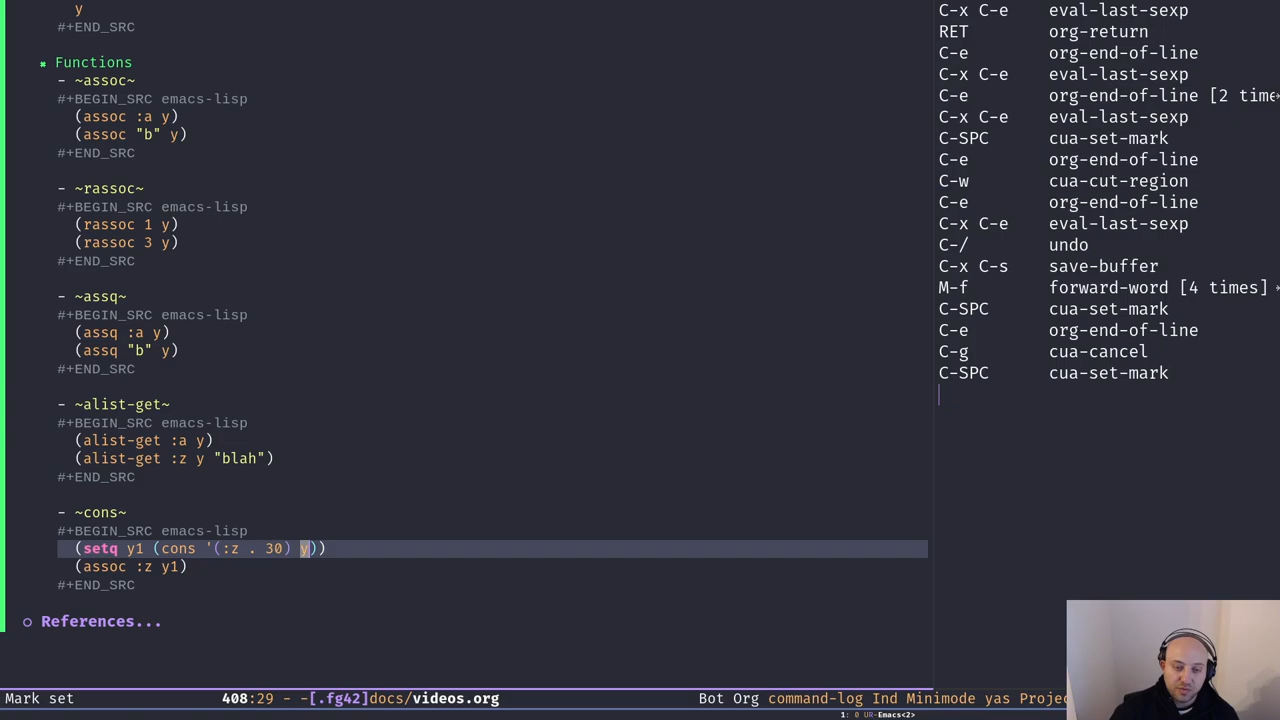 y
#+END_SRC
Functions
- ~assoc~
#+BEGIN_SRC emacs-lisp
(assoc :a y)
(assoc "b" y)
#+END_SRC
- ~rassoc~
#+BEGIN_SRC emacs-lisp
(rassoc 1 y)
(rassoc 3 y)
#+END_SRC
- ~assq~
#+BEGIN_SRC emacs-lisp
(assq :a y)
(assq "b" y)
#+END_SRC
- ~alist-get~
#+BEGIN_SRC emacs-lisp
(alist-get :a y)
(alist-get :z y "blah")
#+END_SRC
- ~cons~
#+BEGIN_SRC emacs-lisp
(setq y1 (cons '(:z . 30) y))
(assoc :z y1)
#+END_SRC
References...
C-x C-e eval-last-sexp
RET org-return
C-e org-end-of-line
C-x C-e eval-last-sexp
C-e org-end-of-line [2 time
C-x C-e eval-last-sexp
C-SPC cua-set-mark
C-e org-end-of-line
C-w cua-cut-region
C-e org-end-of-line
C-x C-e eval-last-sexp
C-/ undo
C-x C-s save-buffer
M-f forward-word [4 times]
C-SPC cua-set-mark
C-e org-end-of-line
C-g cua-cancel
C-SPC cua-set-mark
Mark set 408:29 - -[.fg42]docs/videos.org Bot Org command-log Ind Minimode yas Projec
1: 0 UR-Emacs<2>